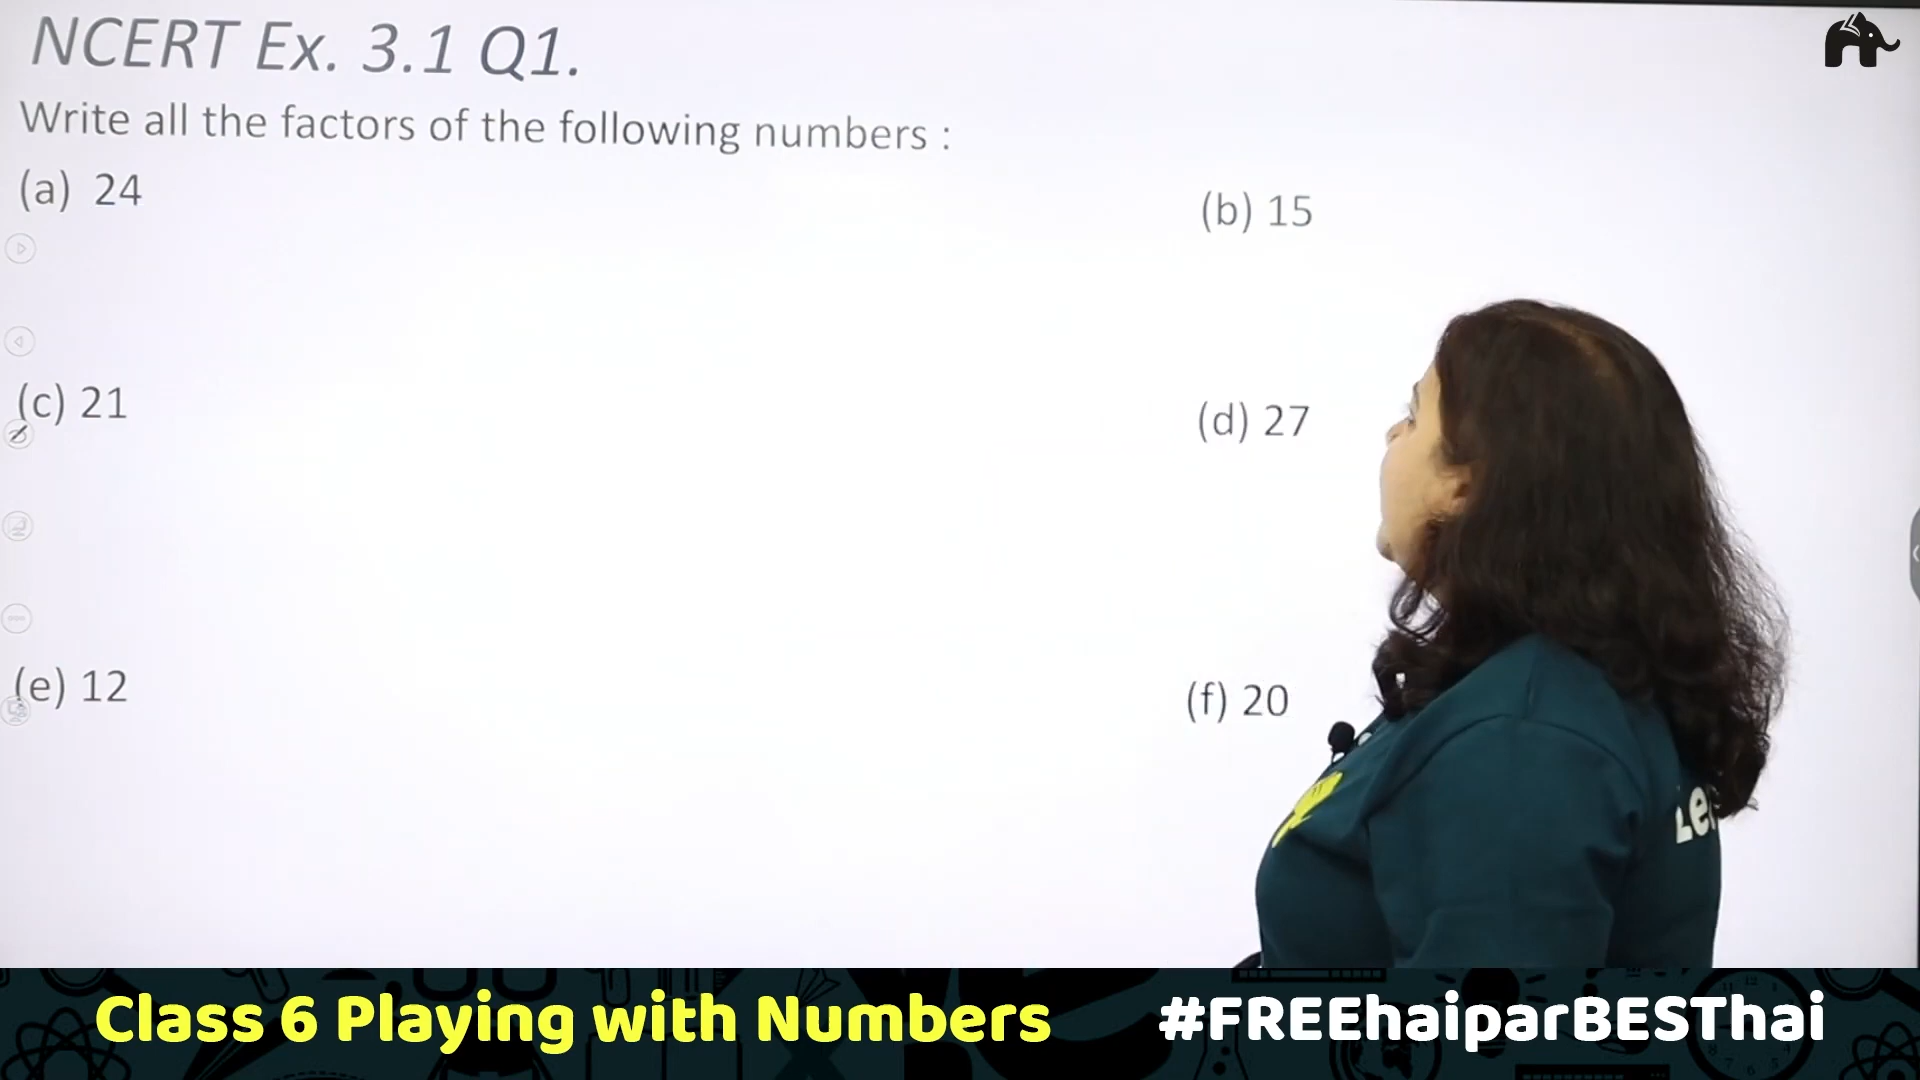 NCERT Ex. 3.1 Q1.
Write all the factors of the following numbers :
(a) 24
(b) 15
(c) 21
(d) 27
(e) 12
(f) 20
Class 6 Playing with Numbers
#FREEhaiparBESThai